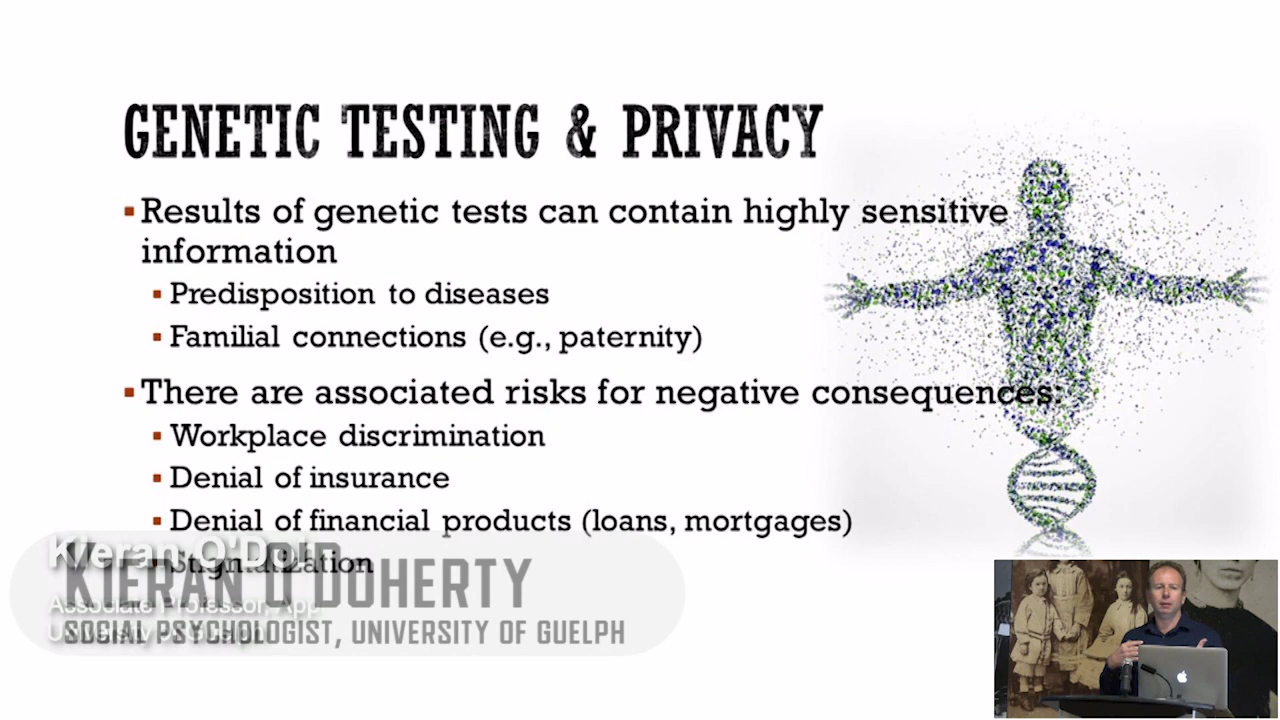 GENETIC TESTING & PRIVACY
▪ Results of genetic tests can contain highly sensitive
information
▪ Predisposition to diseases
▪ Familial connections (e.g., paternity)
▪ There are associated risks for negative consequences:
▪ Workplace discrimination
▪ Denial of insurance
▪ Denial of financial products (loans, mortgages)
▪ Stigmatization
Kieran O'Do
KIERAN O'DOHERTY
Associate Professor, App
University
SOCIAL PSYCHOLOGIST, UNIVERSITY OF GUELPH